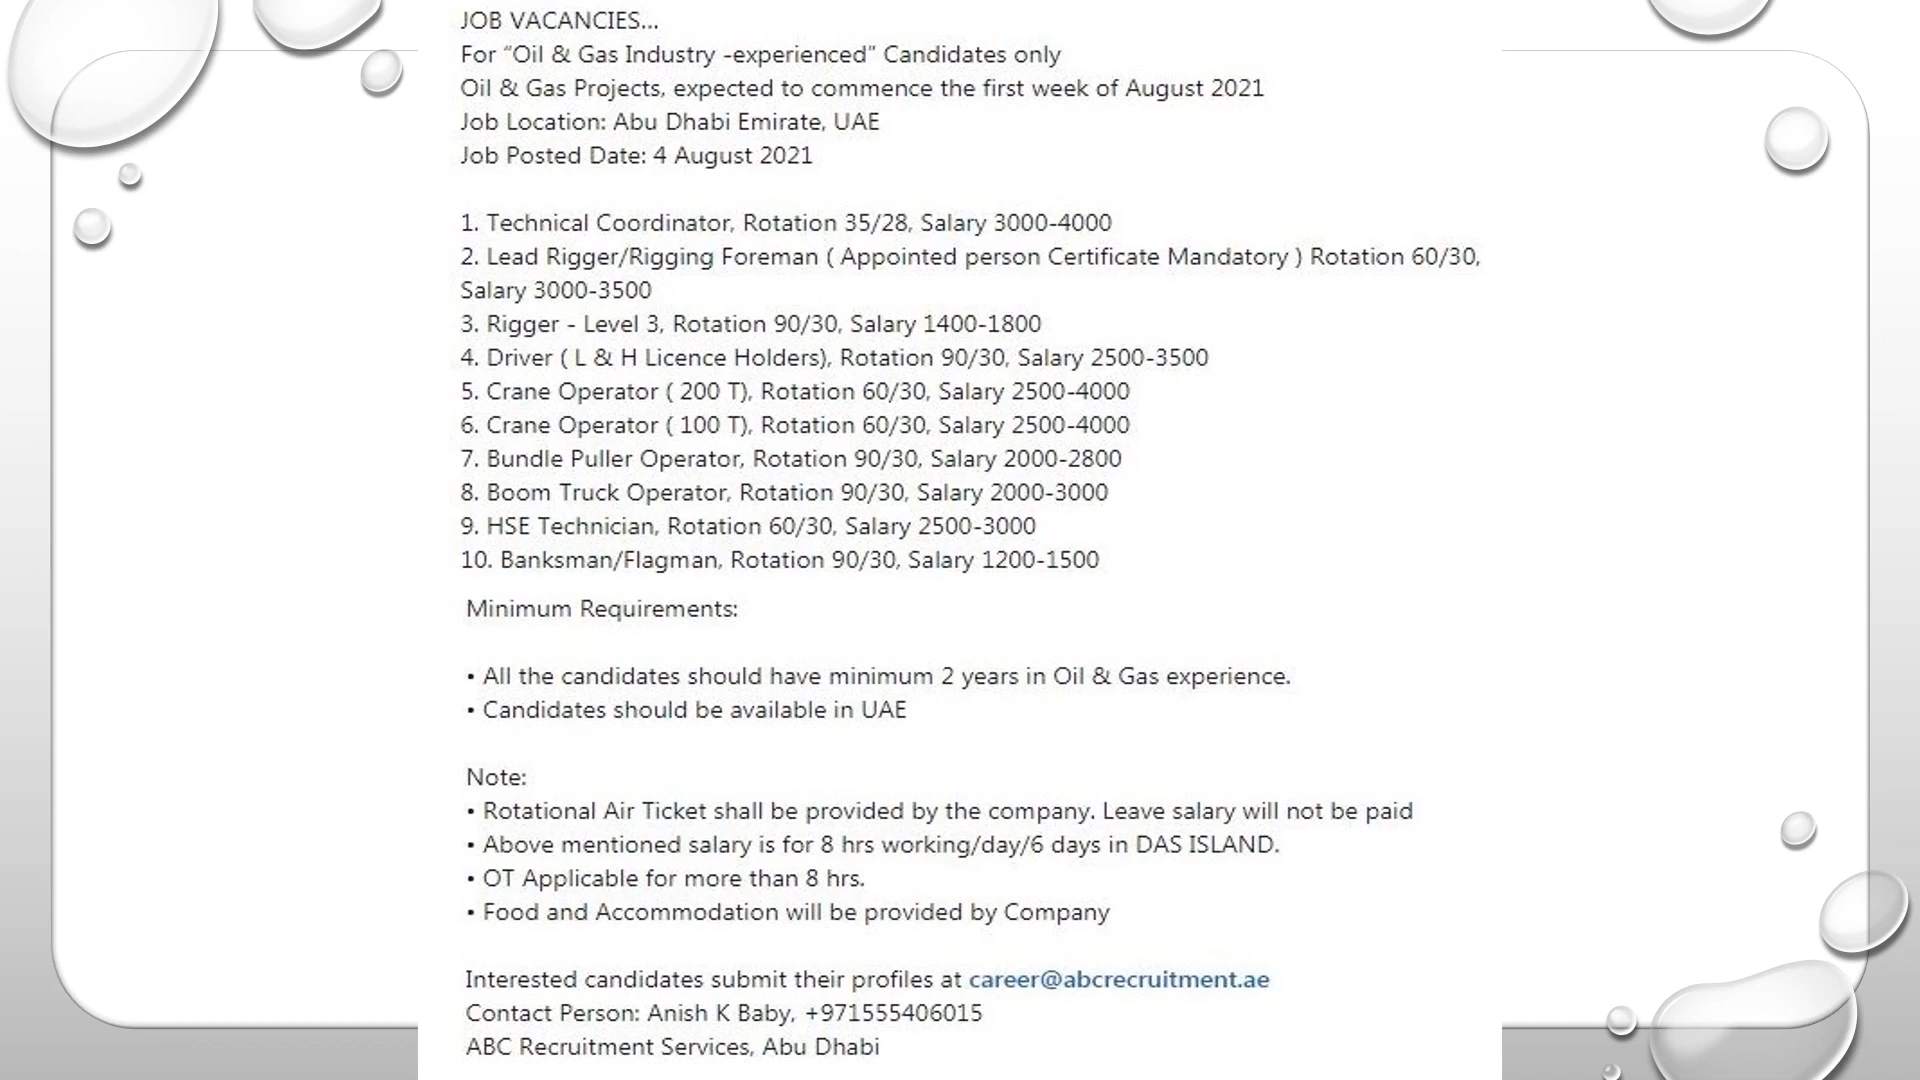 JOB VACANCIES...
For “Oil & Gas Industry -experienced” Candidates only
Oil & Gas Projects, expected to commence the first week of August 2021
Job Location: Abu Dhabi Emirate, UAE
Job Posted Date: 4 August 2021
1. Technical Coordinator, Rotation 35/28, Salary 3000-4000
2. Lead Rigger/Rigging Foreman ( Appointed person Certificate Mandatory ) Rotation 60/30,
Salary 3000-3500
3. Rigger - Level 3, Rotation 90/30, Salary 1400-1800
4. Driver ( L & H Licence Holders), Rotation 90/30, Salary 2500-3500
5. Crane Operator ( 200 T), Rotation 60/30, Salary 2500-4000
6. Crane Operator ( 100 T), Rotation 60/30, Salary 2500-4000
7. Bundle Puller Operator, Rotation 90/30, Salary 2000-2800
8. Boom Truck Operator, Rotation 90/30, Salary 2000-3000
9. HSE Technician, Rotation 60/30, Salary 2500-3000
10. Banksman/Flagman, Rotation 90/30, Salary 1200-1500
Minimum Requirements:
• All the candidates should have minimum 2 years in Oil & Gas experience.
• Candidates should be available in UAE
Note:
• Rotational Air Ticket shall be provided by the company. Leave salary will not be paid
• Above mentioned salary is for 8 hrs working/day/6 days in DAS ISLAND.
• OT Applicable for more than 8 hrs.
• Food and Accommodation will be provided by Company
Interested candidates submit their profiles at career@abcrecruitment.ae
Contact Person: Anish K Baby, +971555406015
ABC Recruitment Services, Abu Dhabi